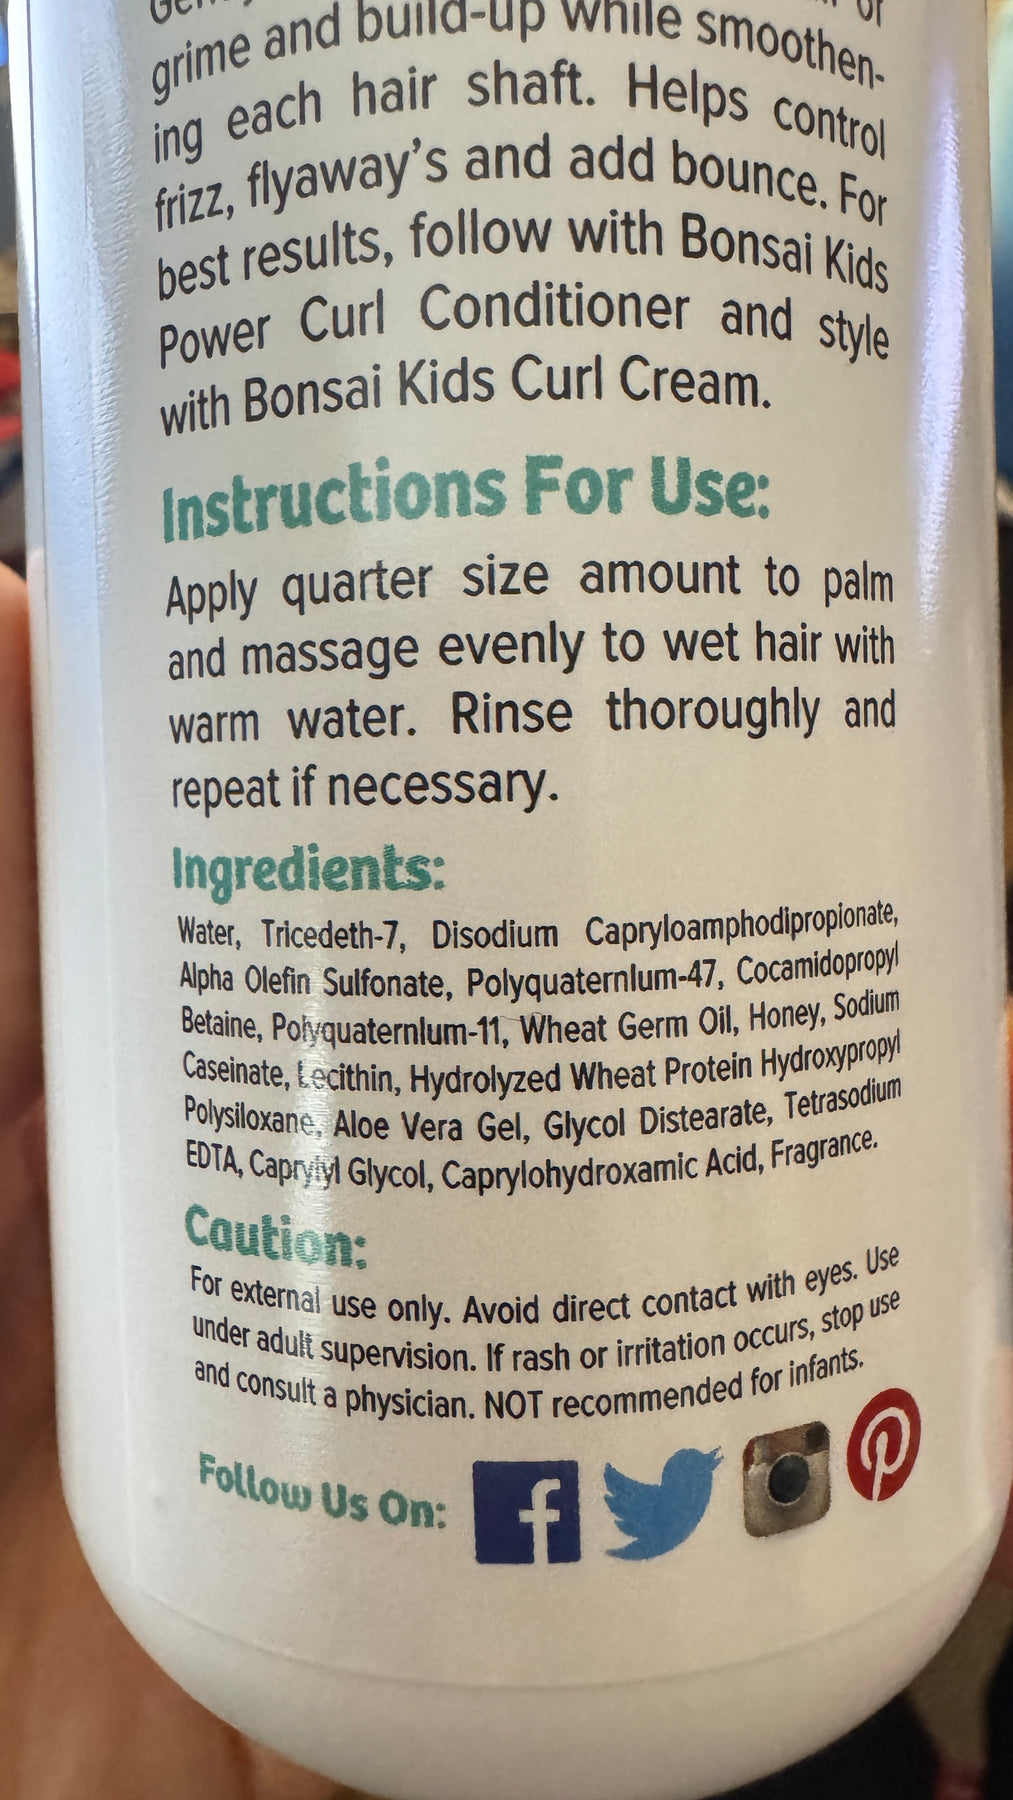 grime and build-up while smoothen-
ing each hair shaft. Helps control
frizz, flyaway's and add bounce. For
best results, follow with Bonsai Kids
Power Curl Conditioner and style
with Bonsai Kids Curl Cream.
Instructions For Use:
Apply quarter size amount to palm
and massage evenly to wet hair with
warm water. Rinse thoroughly and
repeat if necessary.
Ingredients:
Water, Tricedeth-7, Disodium Capryloamphodipropionate,
Alpha Olefin Sulfonate, Polyquaternlum-47, Cocamidopropyl
Betaine, Polyquaternlum-11, Wheat Germ Oil, Honey, Sodium
Caseinate, Lecithin, Hydrolyzed Wheat Protein Hydroxypropyl
Polysiloxane, Aloe Vera Gel, Glycol Distearate, Tetrasodium
EDTA, Caprylyl Glycol, Caprylohydroxamic Acid, Fragrance.
Caution:
For external use only. Avoid direct contact with eyes. Use
under adult supervision. If rash or irritation occurs, stop use
and consult a physician. NOT recommended for infants.
Follow Us On: